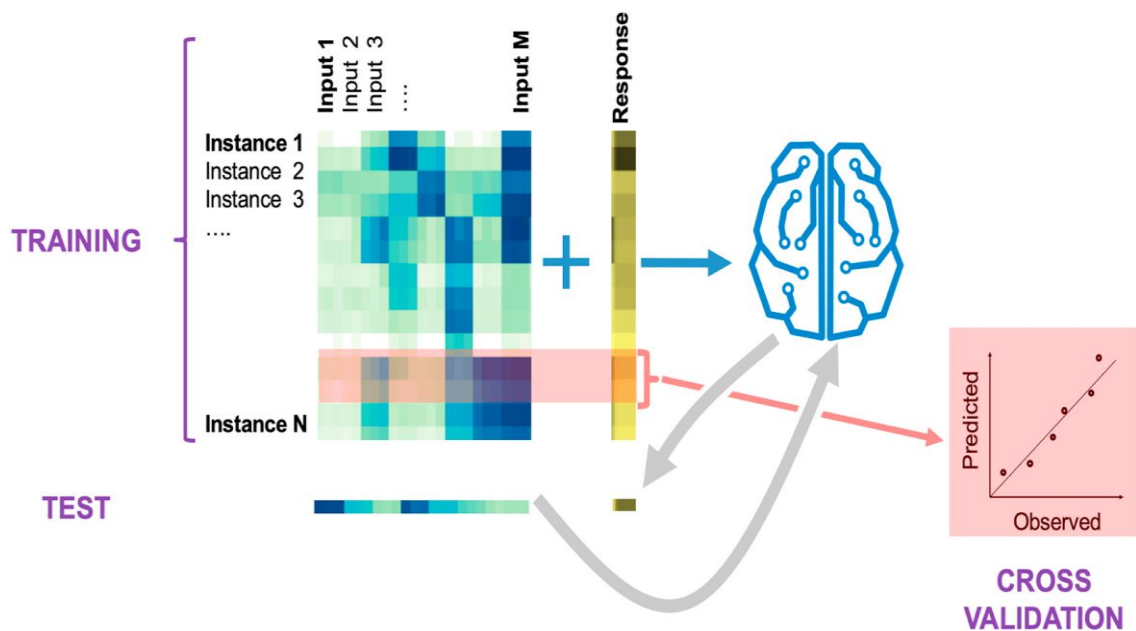 Input 1
Input 2
Input 3
....
Input M
Response
Instance 1
Instance 2
Instance 3
....
TRAINING
Instance N
TEST
Predicted
Observed
CROSS
VALIDATION